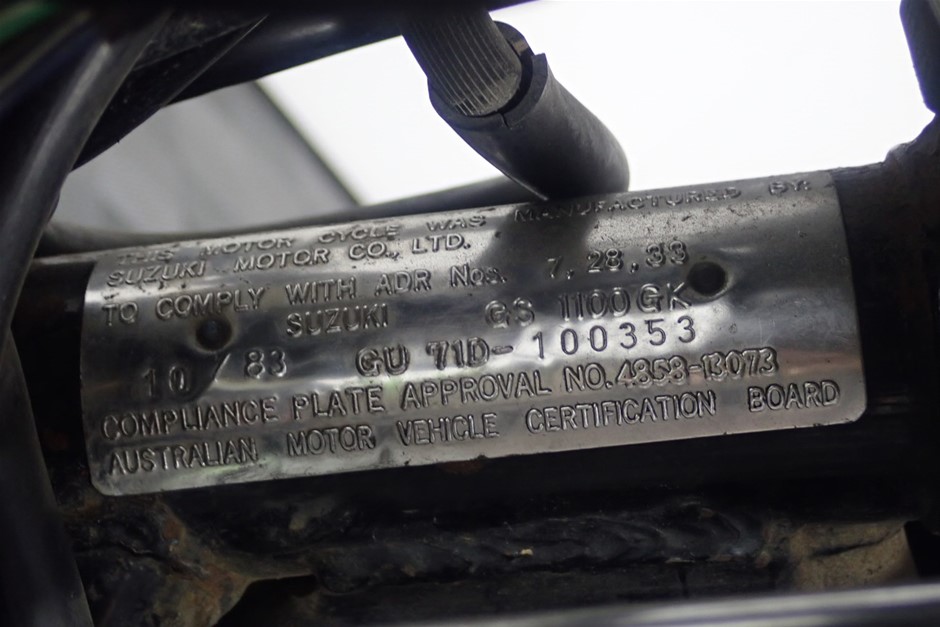 THIS MOTOR CYCLE WAS MANUFACTURED BY:
SUZUKI MOTOR CO., LTD.
TO COMPLY WITH ADR Nos. 7, 28, 33
SUZUKI GS 1100GK
10 / 83 GU 71D-100353
COMPLIANCE PLATE APPROVAL NO. 4858-13073
AUSTRALIAN MOTOR VEHICLE CERTIFICATION BOARD